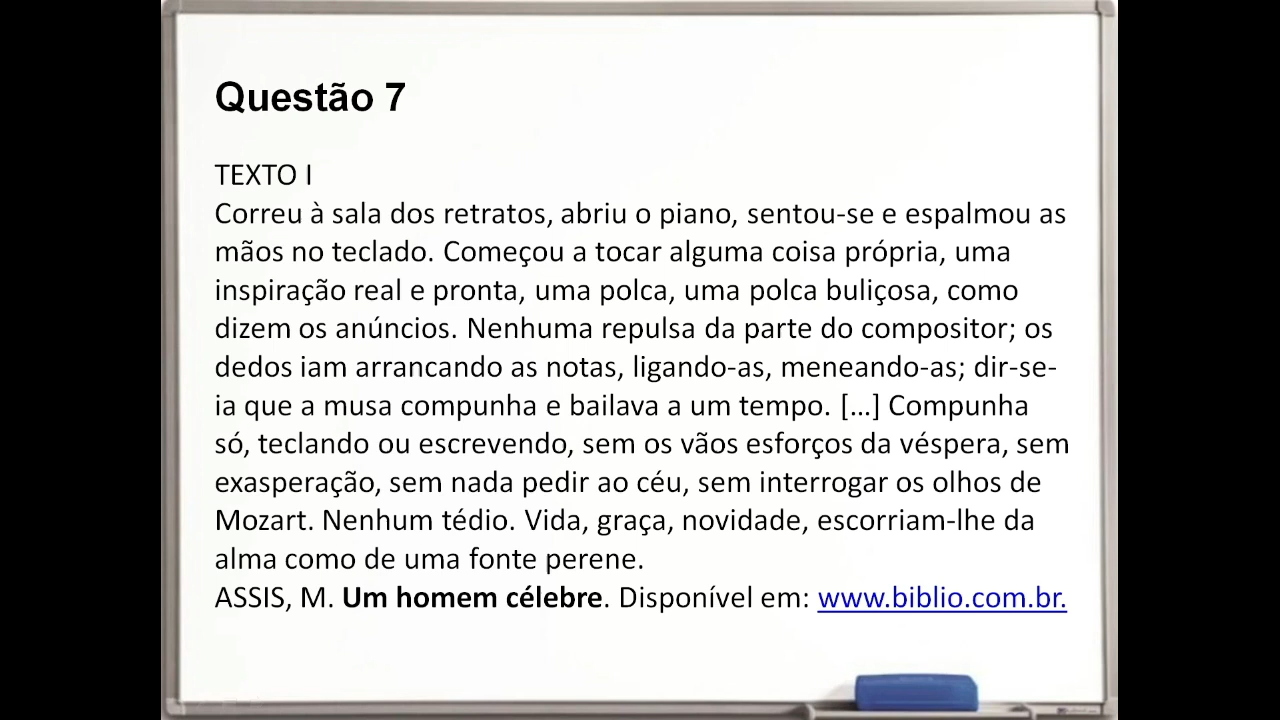 Questão 7
TEXTO I
Correu à sala dos retratos, abriu o piano, sentou-se e espalmou as
mãos no teclado. Começou a tocar alguma coisa própria, uma
inspiração real e pronta, uma polca, uma polca buliçosa, como
dizem os anúncios. Nenhuma repulsa da parte do compositor; os
dedos iam arrancando as notas, ligando-as, meneando-as; dir-se-
ia que a musa compunha e bailava a um tempo. [...] Compunha
só, teclando ou escrevendo, sem os vãos esforços da véspera, sem
exasperação, sem nada pedir ao céu, sem interrogar os olhos de
Mozart. Nenhum tédio. Vida, graça, novidade, escorriam-lhe da
alma como de uma fonte perene.
ASSIS, M. Um homem célebre. Disponível em: www.biblio.com.br.